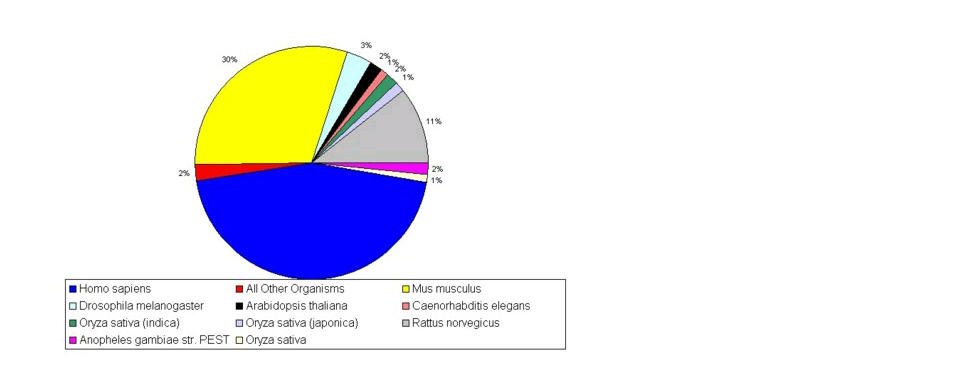 3%
2%
1%
2%
1%
30%
11%
2%
2%
1%
Homo sapiens All Other Organisms Mus musculus
Drosophila melanogaster Arabidopsis thaliana Caenorhabditis elegans
Oryza sativa (indica) Oryza sativa (japonica) Rattus norvegicus
Anopheles gambiae str. PEST Oryza sativa